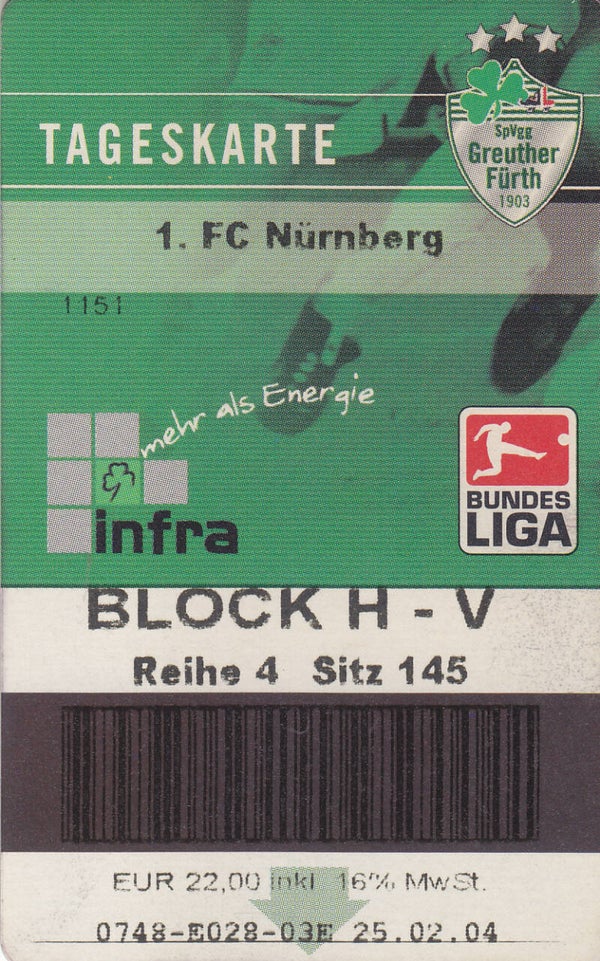 TAGESKARTE
SpVgg
Greuther
Fürth
1903
1. FC Nürnberg
1151
mehr als Energie
infra
BUNDES
LIGA
BLOCK H - V
Reihe 4 Sitz 145
EUR 22,00 inkl 16% MwSt.
0748-E028-03E 25.02.04